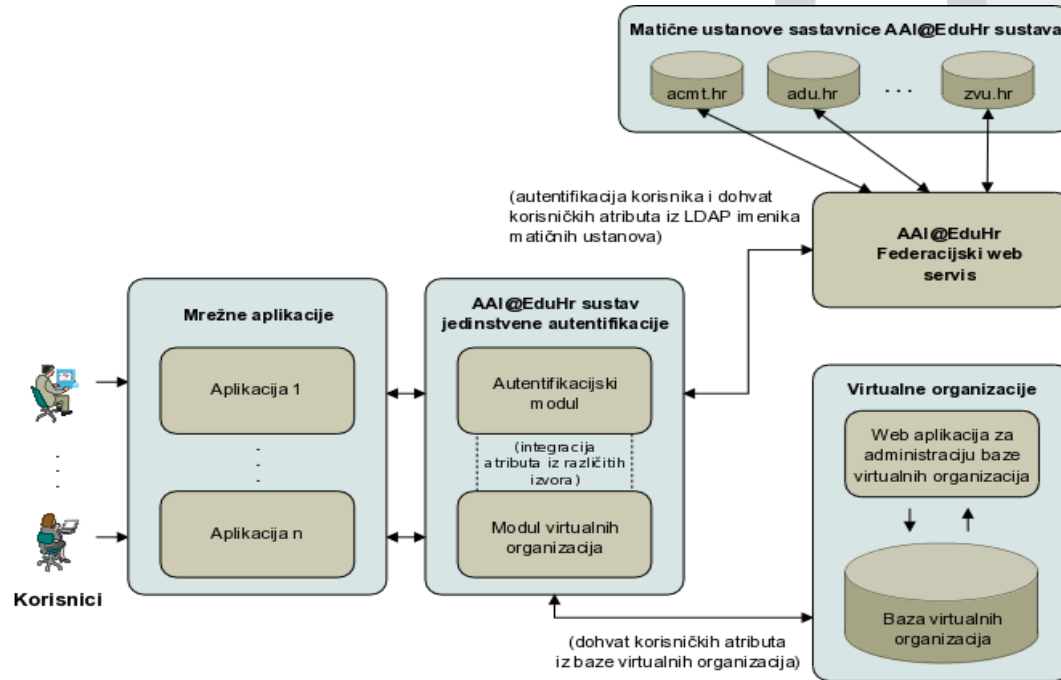 Matične ustanove sastavnice AAI@EduHr sustava
acmt.hr
adu.hr
. . .
zvu.hr
(autentifikacija korisnika i dohvat
korisničkih atributa iz LDAP imenika
matičnih ustanova)
AAI@EduHr
Federacijski web
servis
Mrežne aplikacije
Aplikacija 1
Aplikacija n
AAI@EduHr sustav
jedinstvene autentifikacije
Autentifikacijski
modul
(integracija
atributa iz različitih
izvora)
Modul virtualnih
organizacija
Virtualne organizacije
Web aplikacija za
administraciju baze
virtualnih organizacija
Baza virtualnih
organizacija
Korisnici
(dohvat korisničkih atributa
iz baze virtualnih organizacija)